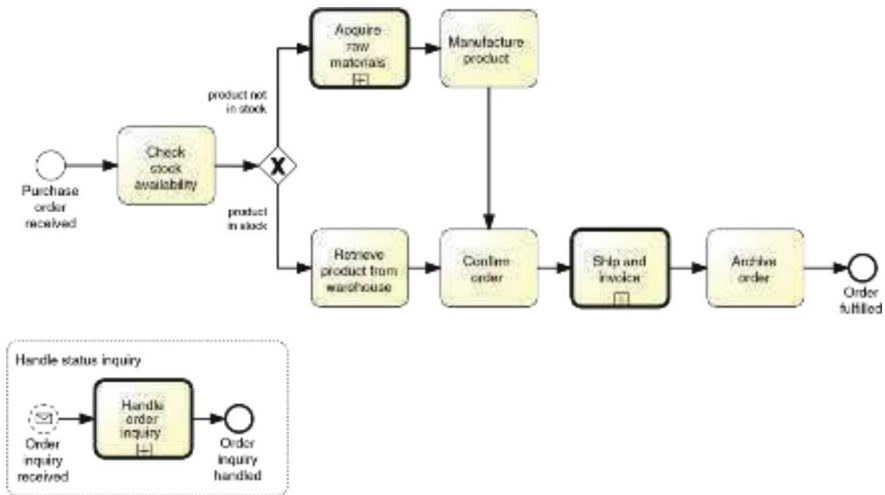 Acquire
raw
materials
Manufacture
product
product not
in stock
Check
stock
availability
X
Purchase
order
received
product
in stock
Retrieve
product from
warehouse
Confirm
order
Ship and
invoice
Archive
order
Order
fulfilled
Handle status inquiry
Handle
order
inquiry
Order
inquiry
received
Order
inquiry
handled